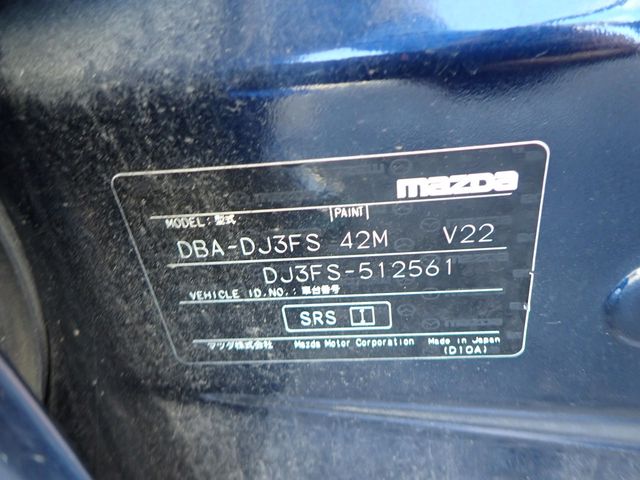 mazda
MODEL:型式 PAINT
DBA-DJ3FS 42M V22
DJ3FS-512561
VEHICLE ID.NO.:車台番号
SRS
マツダ株式会社 Mazda Motor Corporation Made in Japan
(D10A)